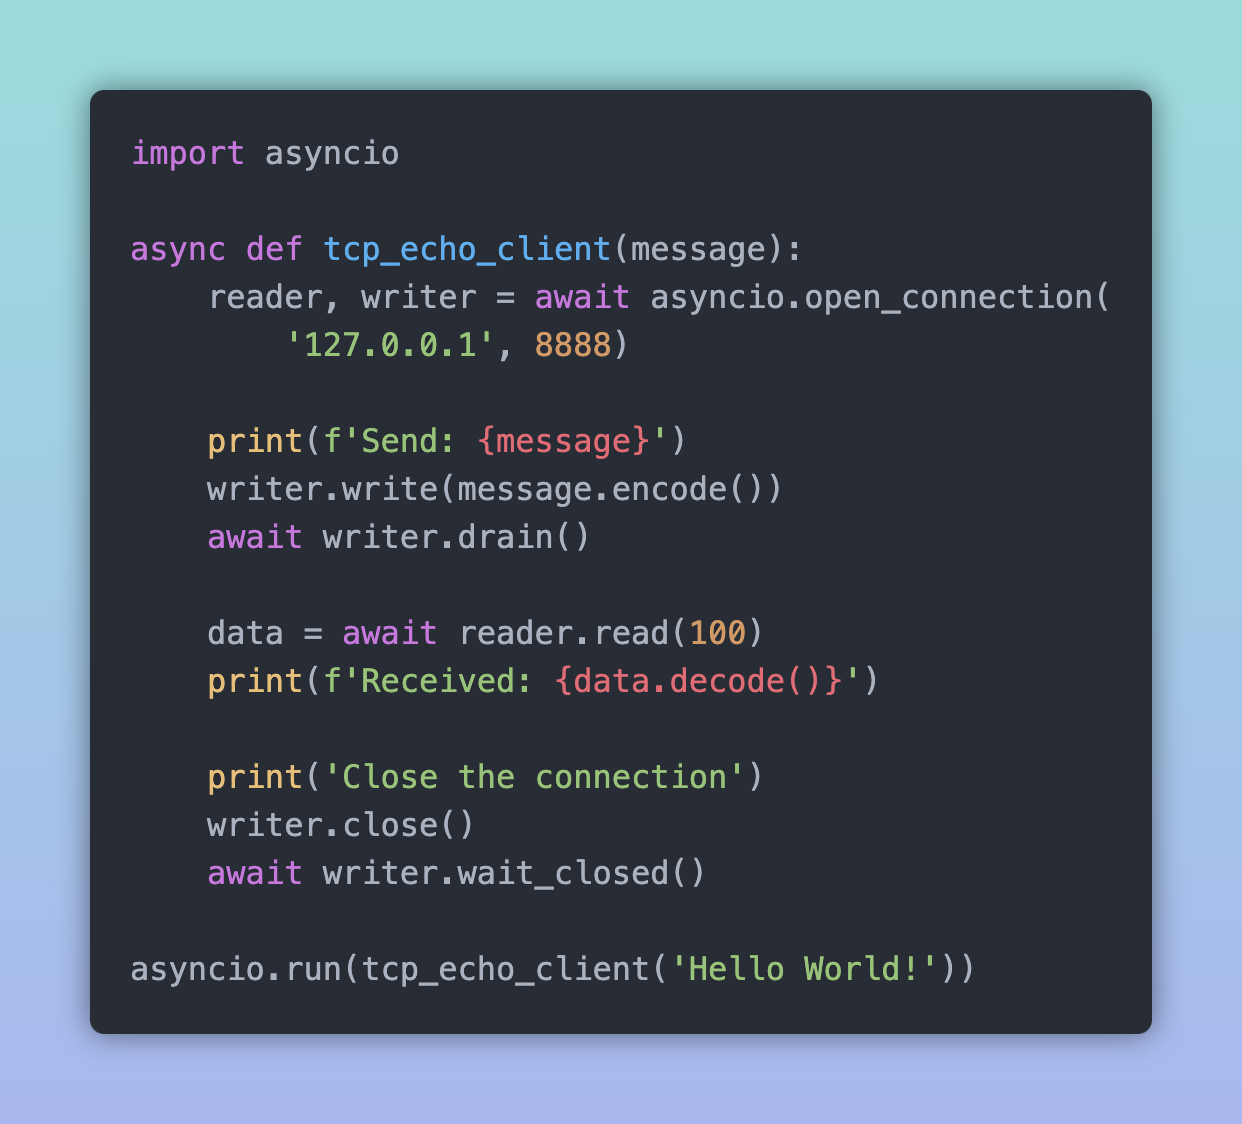 import asyncio

async def tcp_echo_client(message):
    reader, writer = await asyncio.open_connection(
        '127.0.0.1', 8888)

    print(f'Send: {message}')
    writer.write(message.encode())
    await writer.drain()

    data = await reader.read(100)
    print(f'Received: {data.decode()}')

    print('Close the connection')
    writer.close()
    await writer.wait_closed()

asyncio.run(tcp_echo_client('Hello World!'))